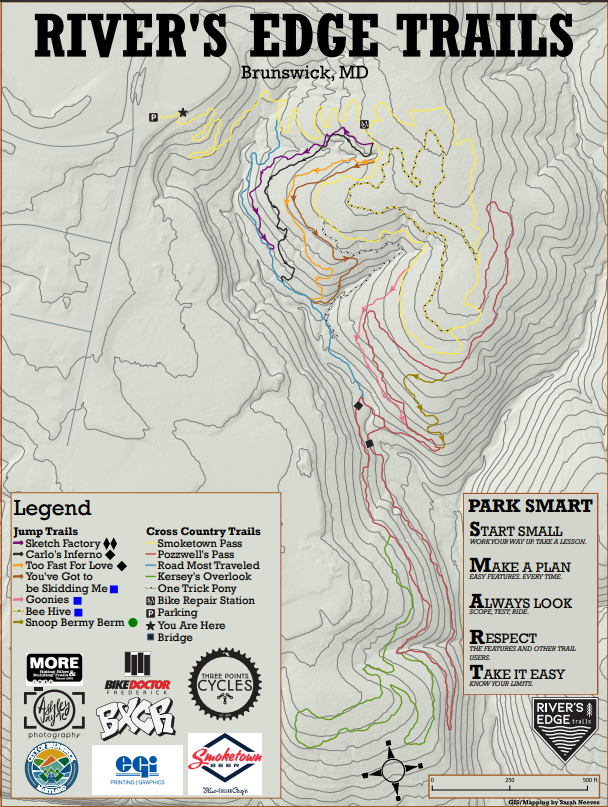 RIVER'S EDGE TRAILS
Brunswick, MD
P
Legend
Jump Trails
Sketch Factory
Carlo's Inferno
Too Fast For Love
You've Got to
be Skidding Me
Goonies
Bee Hive
Snoop Bermy Berm
Cross Country Trails
Smoketown Pass
Pozzwell's Pass
Road Most Traveled
Kersey's Overlook
One Trick Pony
Bike Repair Station
P Parking
You Are Here
Bridge
PARK SMART
START SMALL
WORK YOUR WAY UP. TAKE A LESSON.
MAKE A PLAN
EASY FEATURES. EVERY TIME.
ALWAYS LOOK
SCOPE, TEST, RIDE.
RESPECT
THE FEATURES AND OTHER TRAIL
USERS.
TAKE IT EASY
KNOW YOUR LIMITS.
MORE
BIKEDOCTOR
FREDERICK
THREE POINTS
CYCLES
Ashley
photography
BXCR
MARYLAND
eqi
PRINTING | GRAPHICS
Smoketown
BEER
RIVER'S
EDGE trails
0
250
500 ft
GIS/Mapping by Sarah Neeves